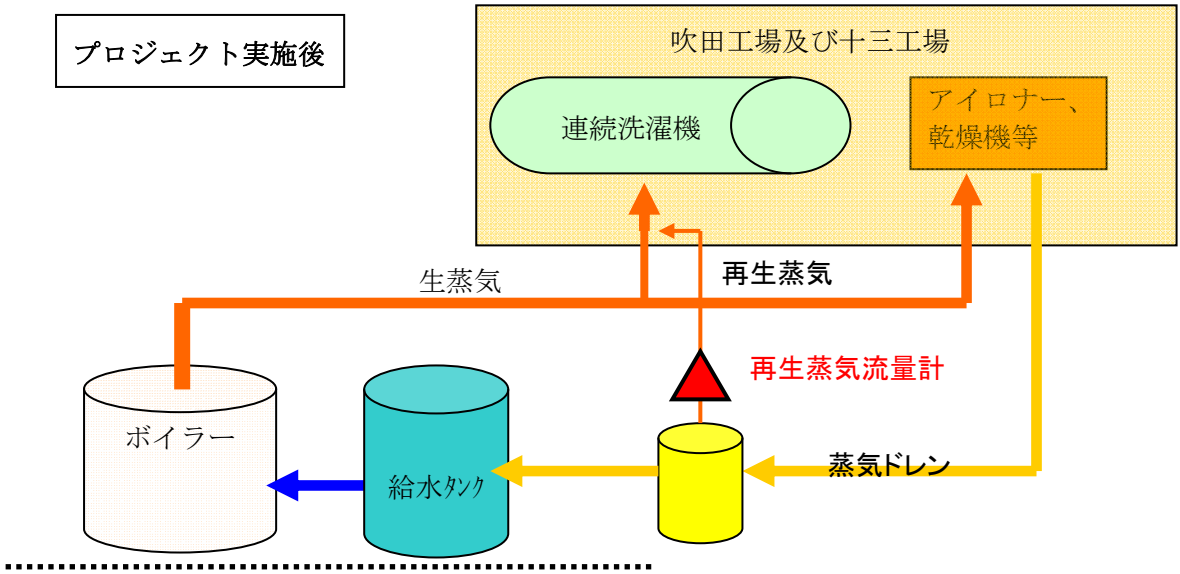 プロジェクト実施後
吹田工場及び十三工場
連続洗濯機
アイロナー、
乾燥機等
生蒸気
再生蒸気
再生蒸気流量計
ボイラー
給水ﾀﾝｸ
蒸気ドレン